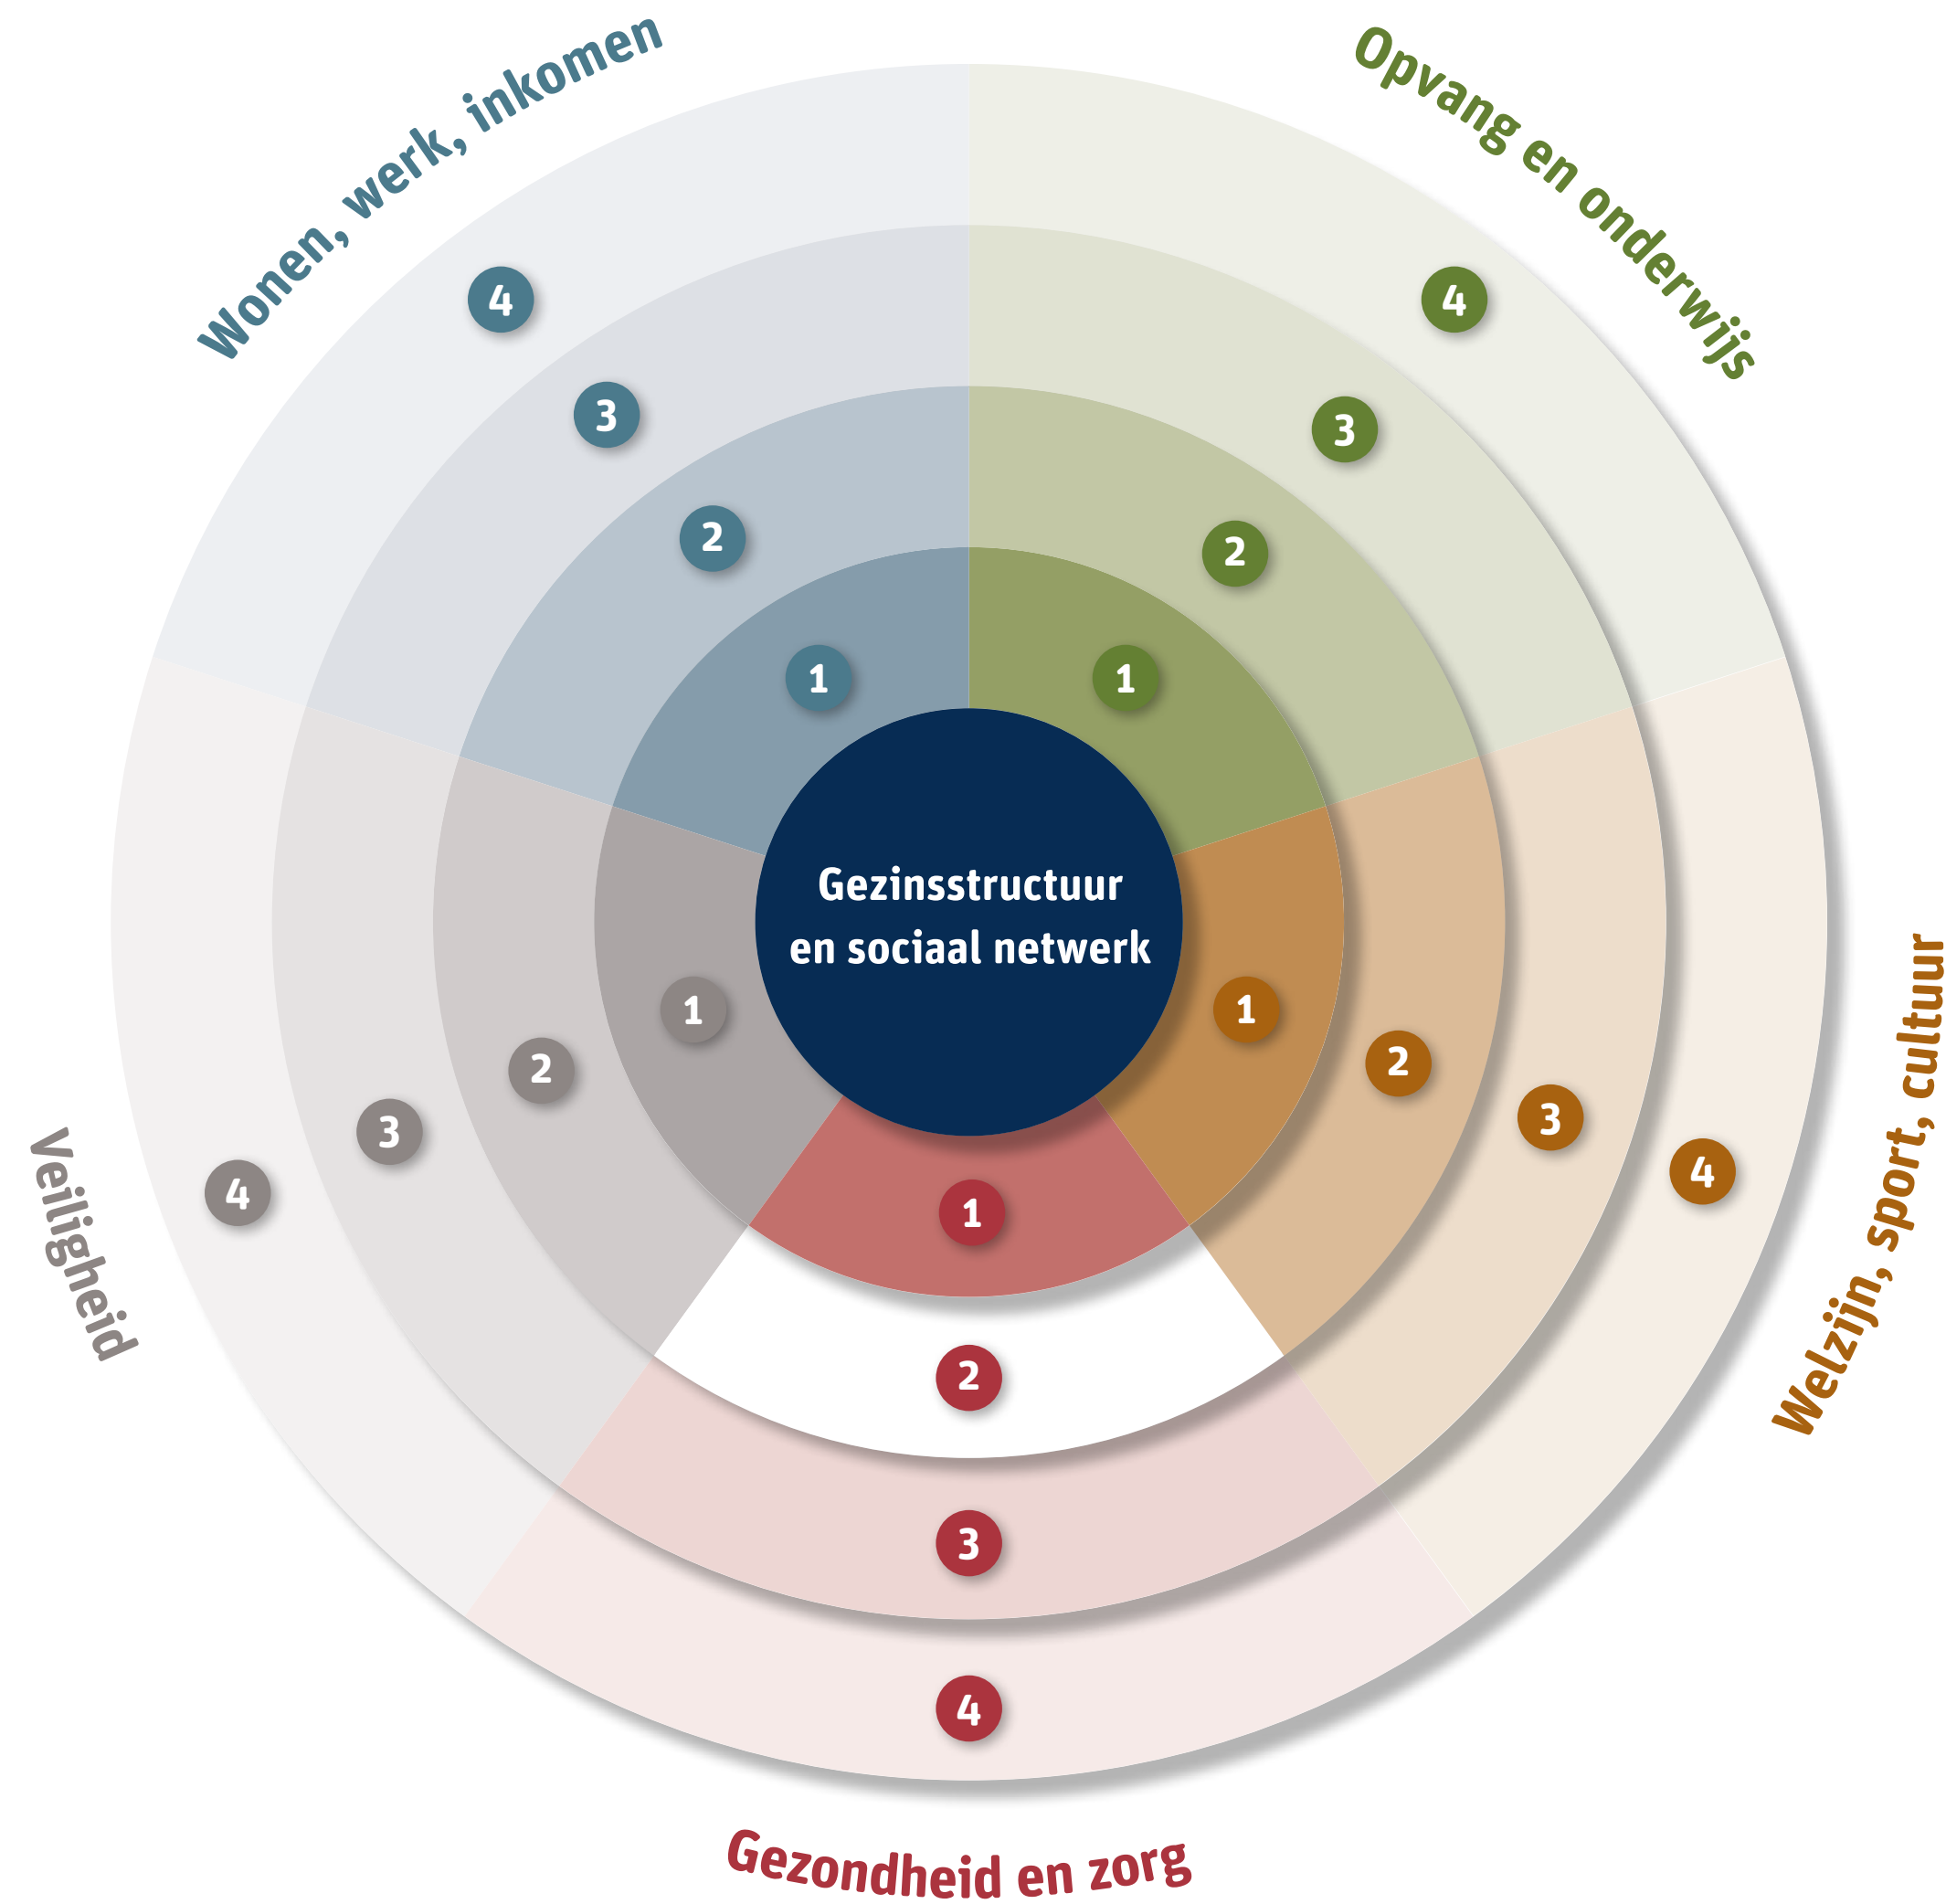 Wonen, werk, inkomen
4
3
2
1
Opvang en onderwijs
4
3
2
1
Gezinsstructuur
en sociaal netwerk
Welzijn, sport, cultuur
1
2
3
4
Gezondheid en zorg
1
2
3
4
Veiligheid
1
2
3
4